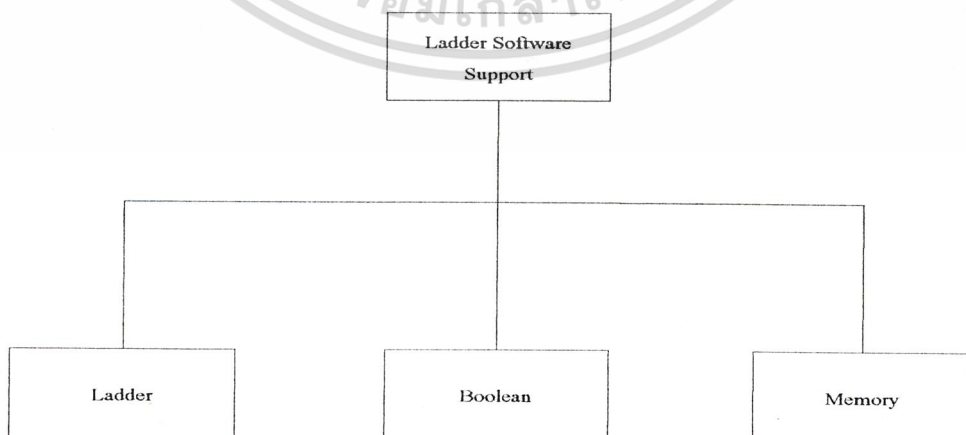 Ladder Software
Support
Ladder
Boolean
Memory